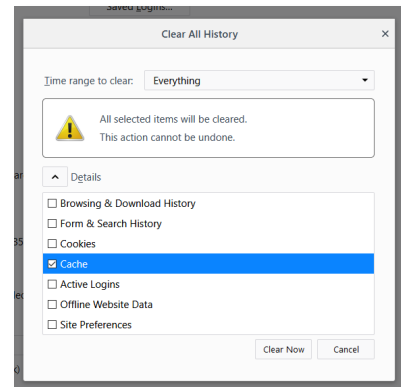 Saved Logins...
Clear All History
Time range to clear: Everything
All selected items will be cleared.
This action cannot be undone.
Details
Browsing & Download History
Form & Search History
Cookies
Cache
Active Logins
Offline Website Data
Site Preferences
Clear Now Cancel